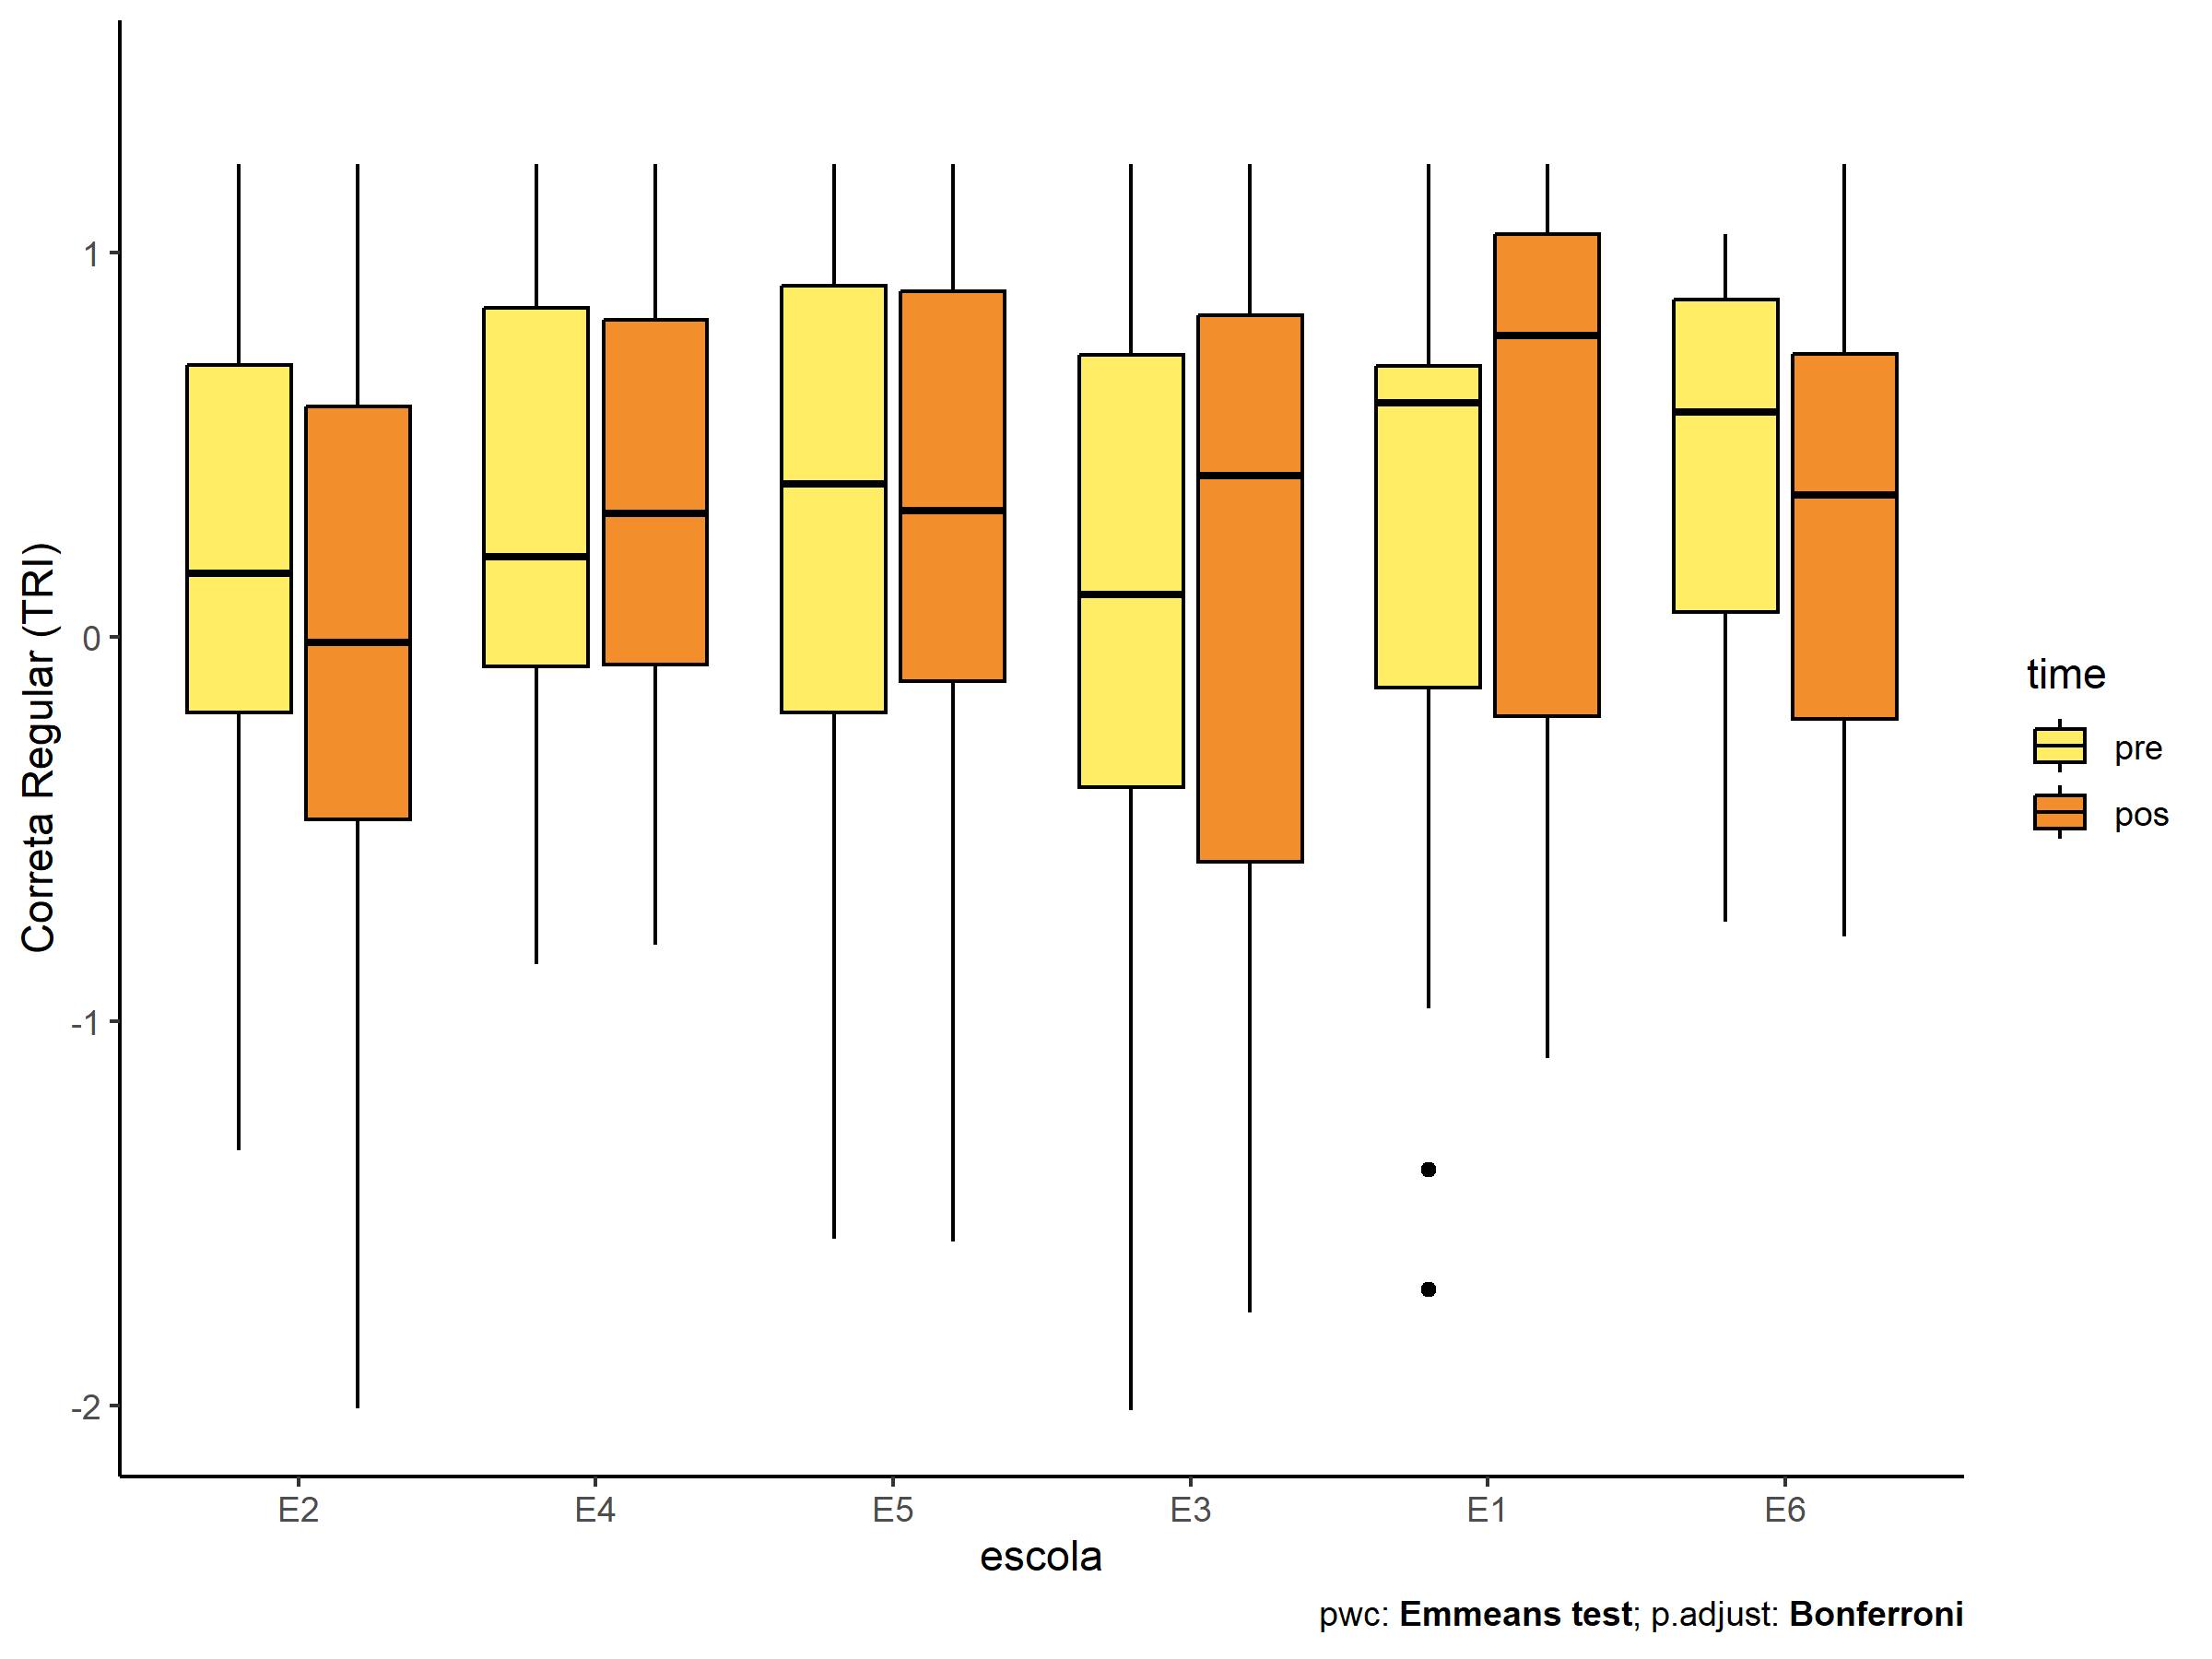 Correta Regular (TRI)
1
0
-1
-2
E2 E4 E5 E3 E1 E6
escola
time
pre
pos
pwc: Emmeans test; p.adjust: Bonferroni